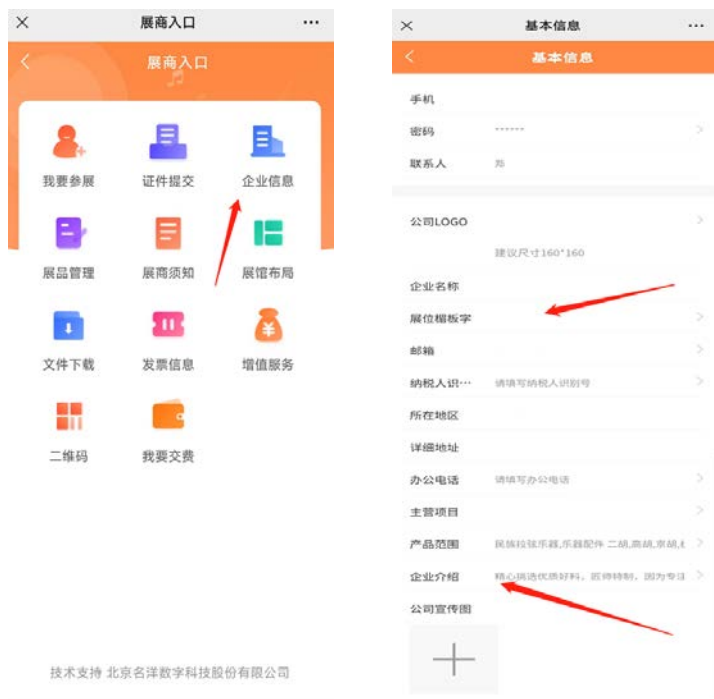 展商入口
展商入口
我要参展 证件提交 企业信息
展品管理 展商须知 展馆布局
文件下载 发票信息 增值服务
二维码 我要交费
技术支持 北京名洋数字科技股份有限公司
基本信息
基本信息
手机
密码 ------
联系人 郑
公司LOGO
建议尺寸160*160
企业名称
展位楣板字
邮箱
纳税人识··· 请填写纳税人识别号
所在地区
详细地址
办公电话 请填写办公电话
主营项目
产品范围 民族拉弦乐器,乐器配件 二胡,高胡,京胡,
企业介绍 精心挑选优质好料，匠师特制，因为专注
公司宣传图